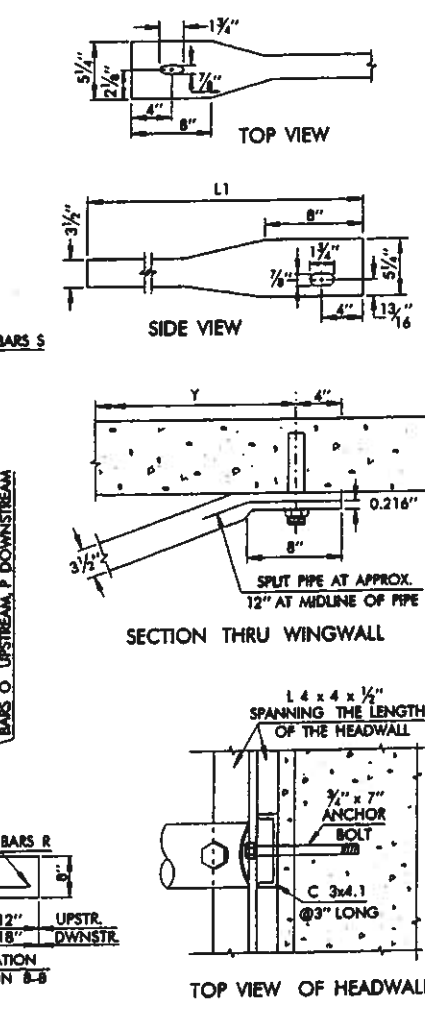 1¾"
5¼"
2⅛"
⅞"
4"
8"
TOP VIEW
L1
8"
3½"
1¾"
⅞"
5¼"
4"
13/16
SIDE VIEW
BARS S
Y
4"
0.216"
3½"
8"
SPLIT PIPE AT APPROX.
12" AT MIDLINE OF PIPE
SECTION THRU WINGWALL
BARS O UPSTREAM, P DOWNSTREAM
L 4 x 4 x ½"
SPANNING THE LENGTH
OF THE HEADWALL
¾" x 7"
ANCHOR
BOLT
C 3x4.1
@3" LONG
TOP VIEW OF HEADWALL
BARS R
8"
12" UPSTR.
18" DWNSTR.
ATION
ON B-B